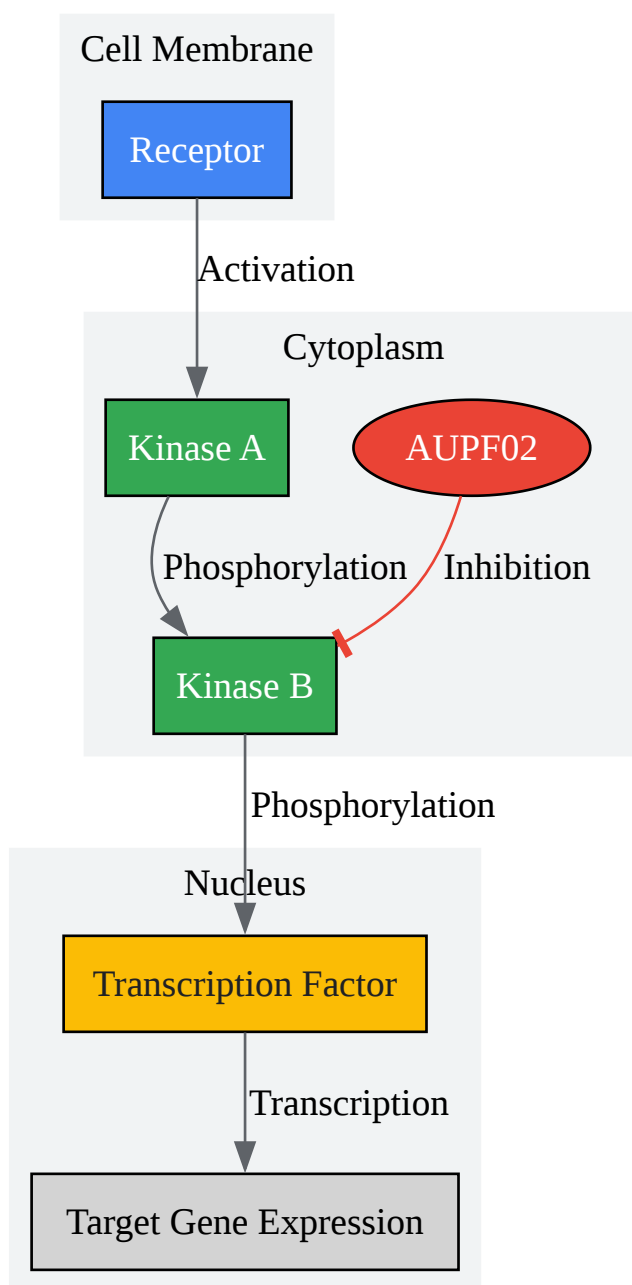 Cell Membrane
Receptor
Activation
Cytoplasm
Kinase A
AUPF02
Phosphorylation
Inhibition
Kinase B
Phosphorylation
Nucleus
Transcription Factor
Transcription
Target Gene Expression